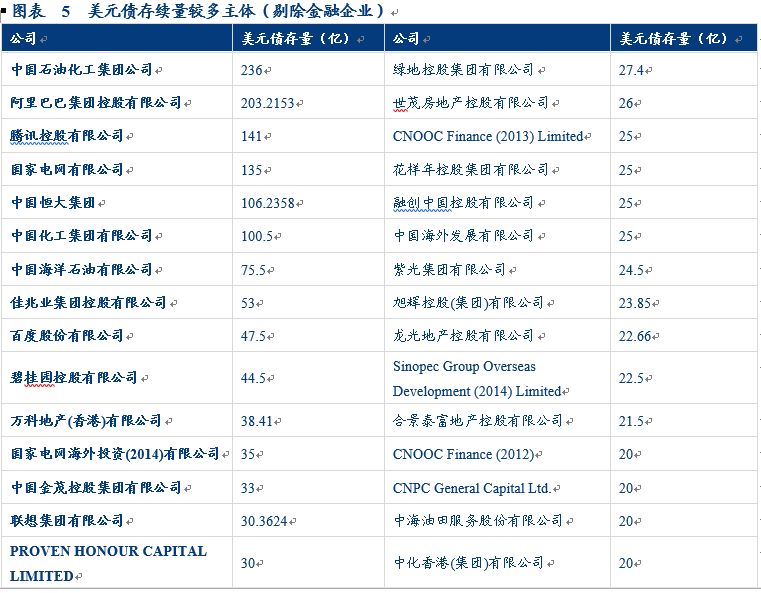 图表 5 美元债存续量较多主体（剔除金融企业）
公司 美元债存量（亿） 公司 美元债存量（亿）
中国石油化工集团公司 236 绿地控股集团有限公司 27.4
阿里巴巴集团控股有限公司 203.2153 世茂房地产控股有限公司 26
腾讯控股有限公司 141 CNOOC Finance (2013) Limited 25
国家电网有限公司 135 花样年控股集团有限公司 25
中国恒大集团 106.2358 融创中国控股有限公司 25
中国化工集团有限公司 100.5 中国海外发展有限公司 25
中国海洋石油有限公司 75.5 紫光集团有限公司 24.5
佳兆业集团控股有限公司 53 旭辉控股(集团)有限公司 23.85
百度股份有限公司 47.5 龙光地产控股有限公司 22.66
碧桂园控股有限公司 44.5 Sinopec Group Overseas
Development (2014) Limited 22.5
万科地产(香港)有限公司 38.41 合景泰富地产控股有限公司 21.5
国家电网海外投资(2014)有限公司 35 CNOOC Finance (2012) 20
中国金茂控股集团有限公司 33 CNPC General Capital Ltd. 20
联想集团有限公司 30.3624 中海油田服务股份有限公司 20
PROVEN HONOUR CAPITAL
LIMITED 30 中化香港(集团)有限公司 20